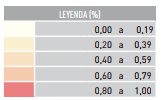 LEYENDA (%)
0,00 a 0,19
0,20 a 0,39
0,40 a 0,59
0,60 a 0,79
0,80 a 1,00